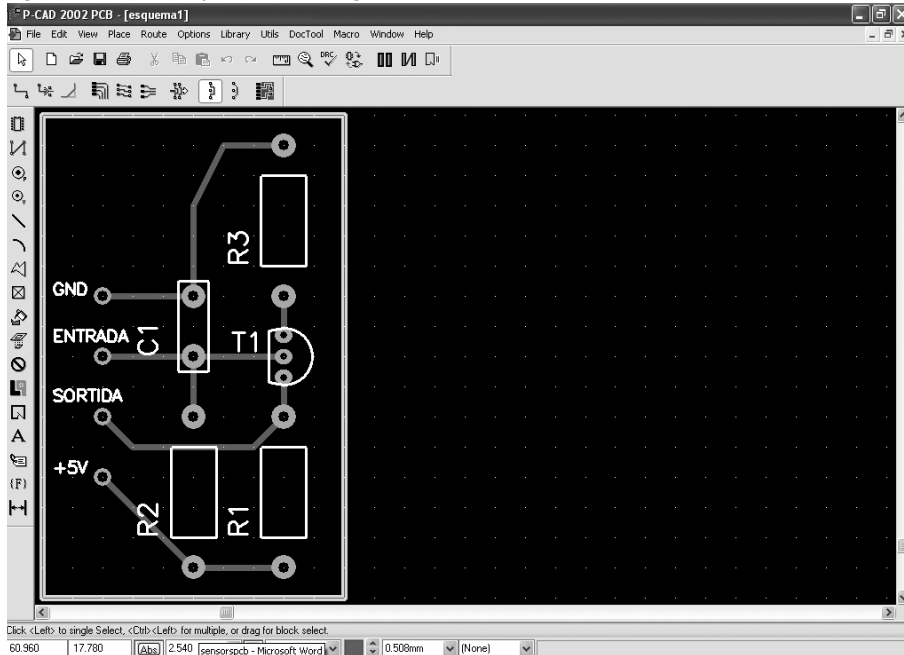 P-CAD 2002 PCB - [esquema1]
File Edit View Place Route Options Library Utils DocTool Macro Window Help
DRC
R3
GND
C1
ENTRADA
T1
SORTIDA
+5V
R2
R1
A
{F}
Click <Left> to single Select, <Ctrl><Left> for multiple, or drag for block select.
60.960 17.780 Abs 2.540 sensorspcb - Microsoft Word 0.508mm (None)